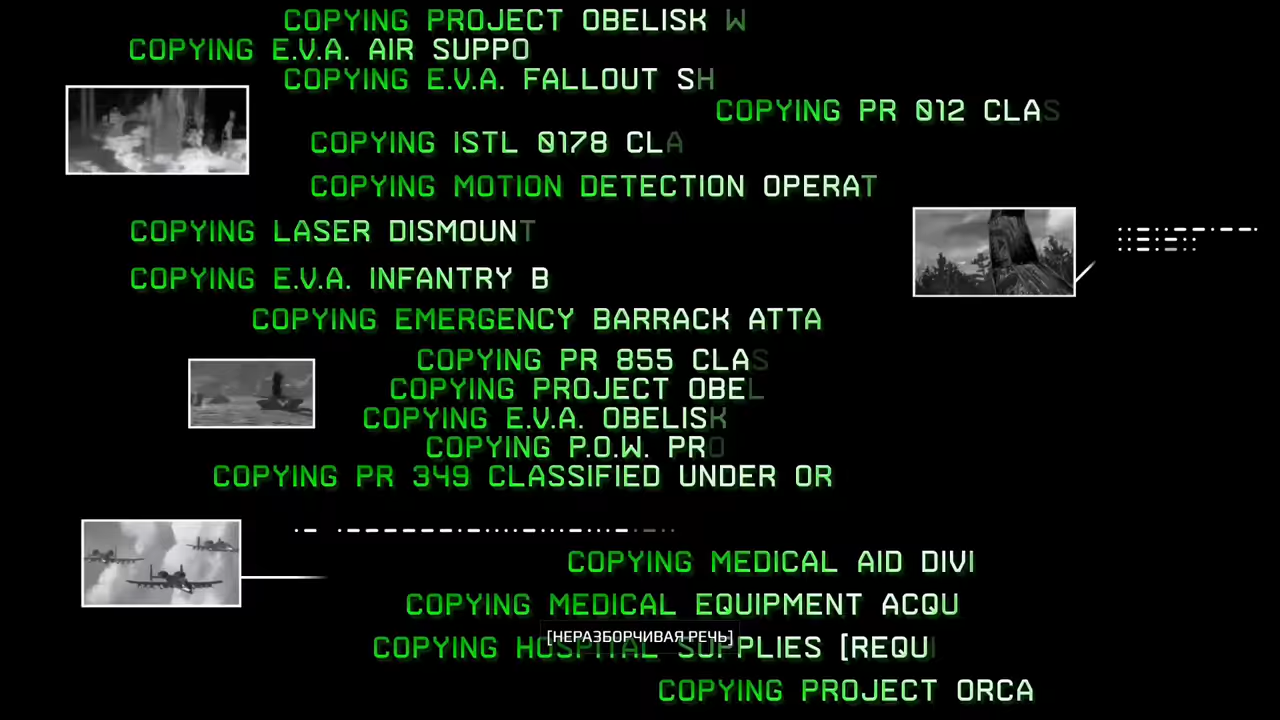 COPYING PROJECT OBELISK W
COPYING E.V.A. AIR SUPPO
COPYING E.V.A. FALLOUT SH
COPYING PR 012 CLAS
COPYING ISTL 0178 CLA
COPYING MOTION DETECTION OPERAT
COPYING LASER DISMOUNT
COPYING E.V.A. INFANTRY B
COPYING EMERGENCY BARRACK ATTA
COPYING PR 855 CLAS
COPYING PROJECT OBEL
COPYING E.V.A. OBELISK
COPYING P.O.W. PRO
COPYING PR 349 CLASSIFIED UNDER OR
COPYING MEDICAL AID DIVI
COPYING MEDICAL EQUIPMENT ACQU
[НЕРАЗБОРЧИВАЯ РЕЧЬ]
COPYING HOSPITAL SUPPLIES [REQUI
COPYING PROJECT ORCA